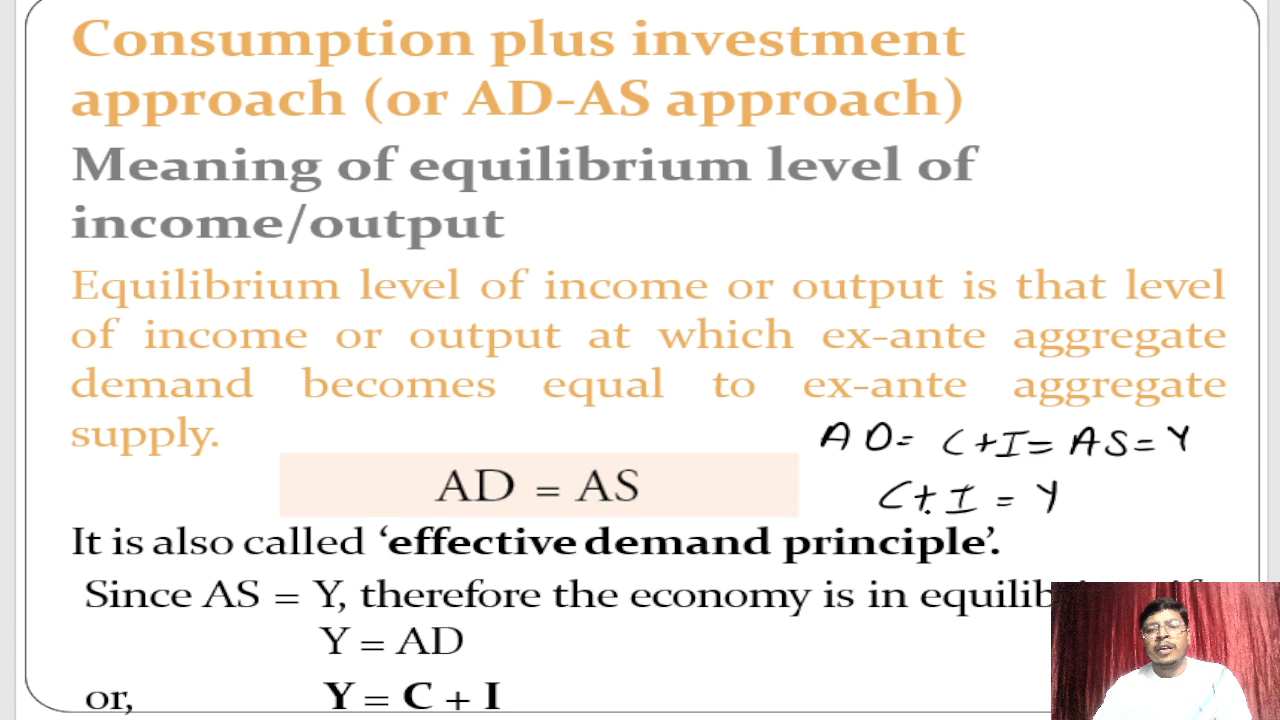 Consumption plus investment
approach (or AD-AS approach)
Meaning of equilibrium level of
income/output
Equilibrium level of income or output is that level
of income or output at which ex-ante aggregate
demand becomes equal to ex-ante aggregate
supply.
AD = C+I = AS = Y
AD = AS
C+I = Y
It is also called ‘effective demand principle’.
Since AS = Y, therefore the economy is in
Y = AD
or, Y = C + I